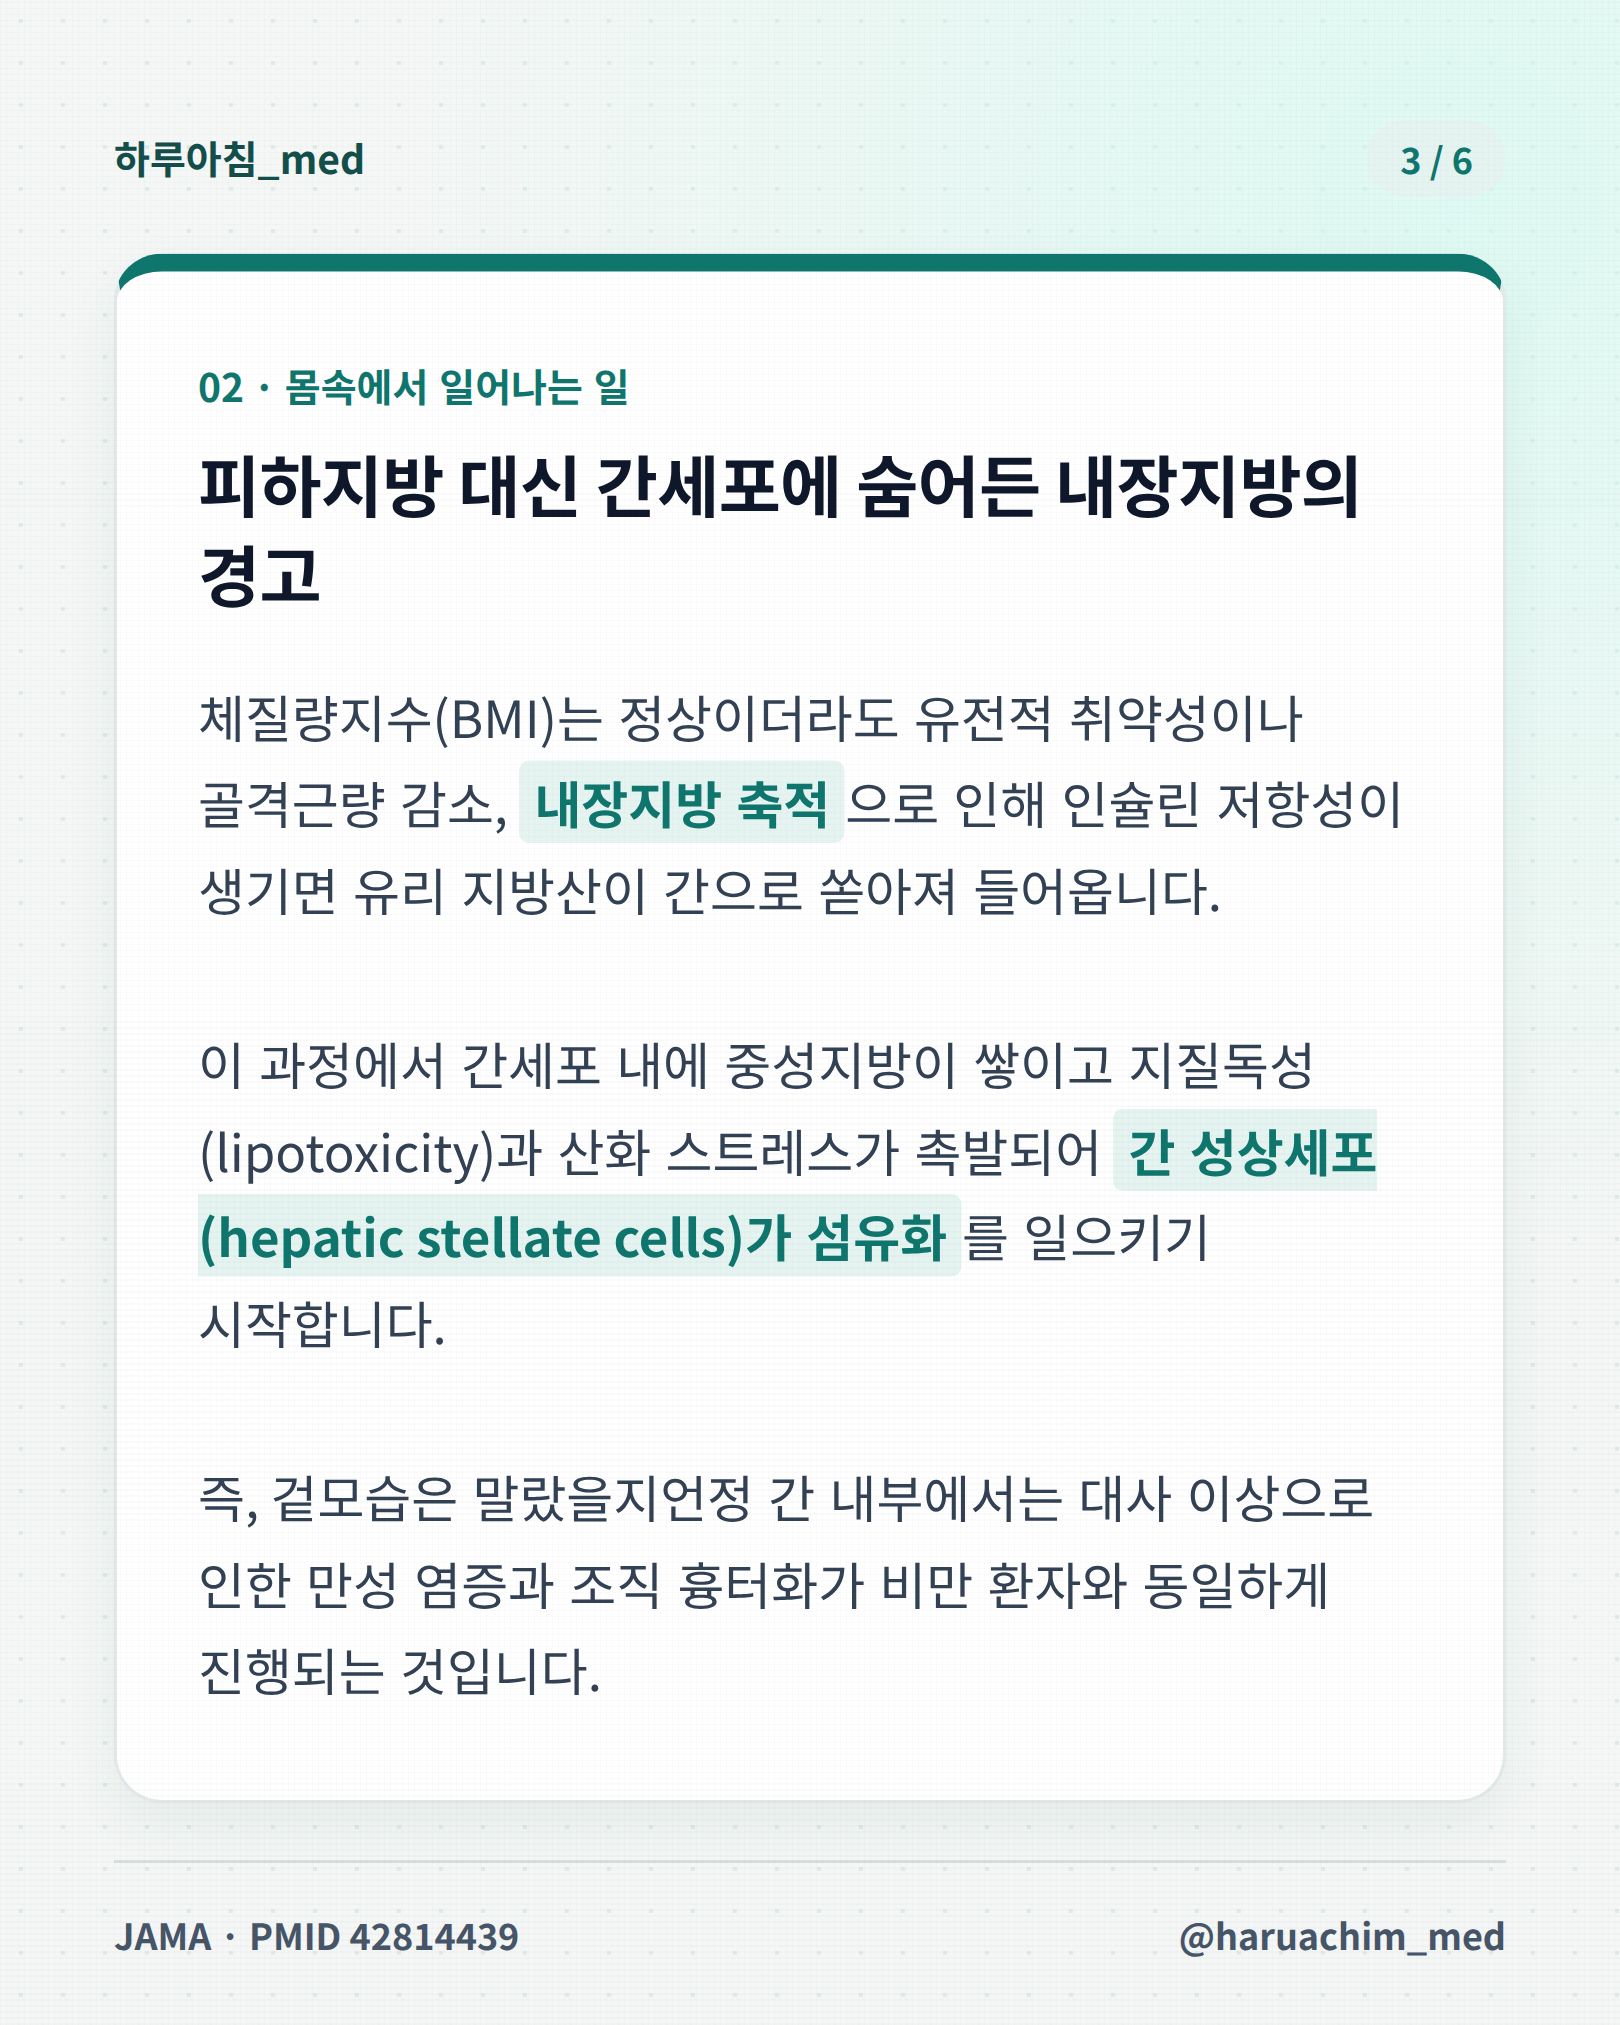 하루아침_med
3 / 6
02 · 몸속에서 일어나는 일
피하지방 대신 간세포에 숨어든 내장지방의
경고
체질량지수(BMI)는 정상이더라도 유전적 취약성이나
골격근량 감소, 내장지방 축적으로 인해 인슐린 저항성이
생기면 유리 지방산이 간으로 쏟아져 들어옵니다.
이 과정에서 간세포 내에 중성지방이 쌓이고 지질독성
(lipotoxicity)과 산화 스트레스가 촉발되어 간 성상세포
(hepatic stellate cells)가 섬유화를 일으키기
시작합니다.
즉, 겉모습은 말랐을지언정 간 내부에서는 대사 이상으로
인한 만성 염증과 조직 흉터화가 비만 환자와 동일하게
진행되는 것입니다.
JAMA · PMID 42814439
@haruachim_med